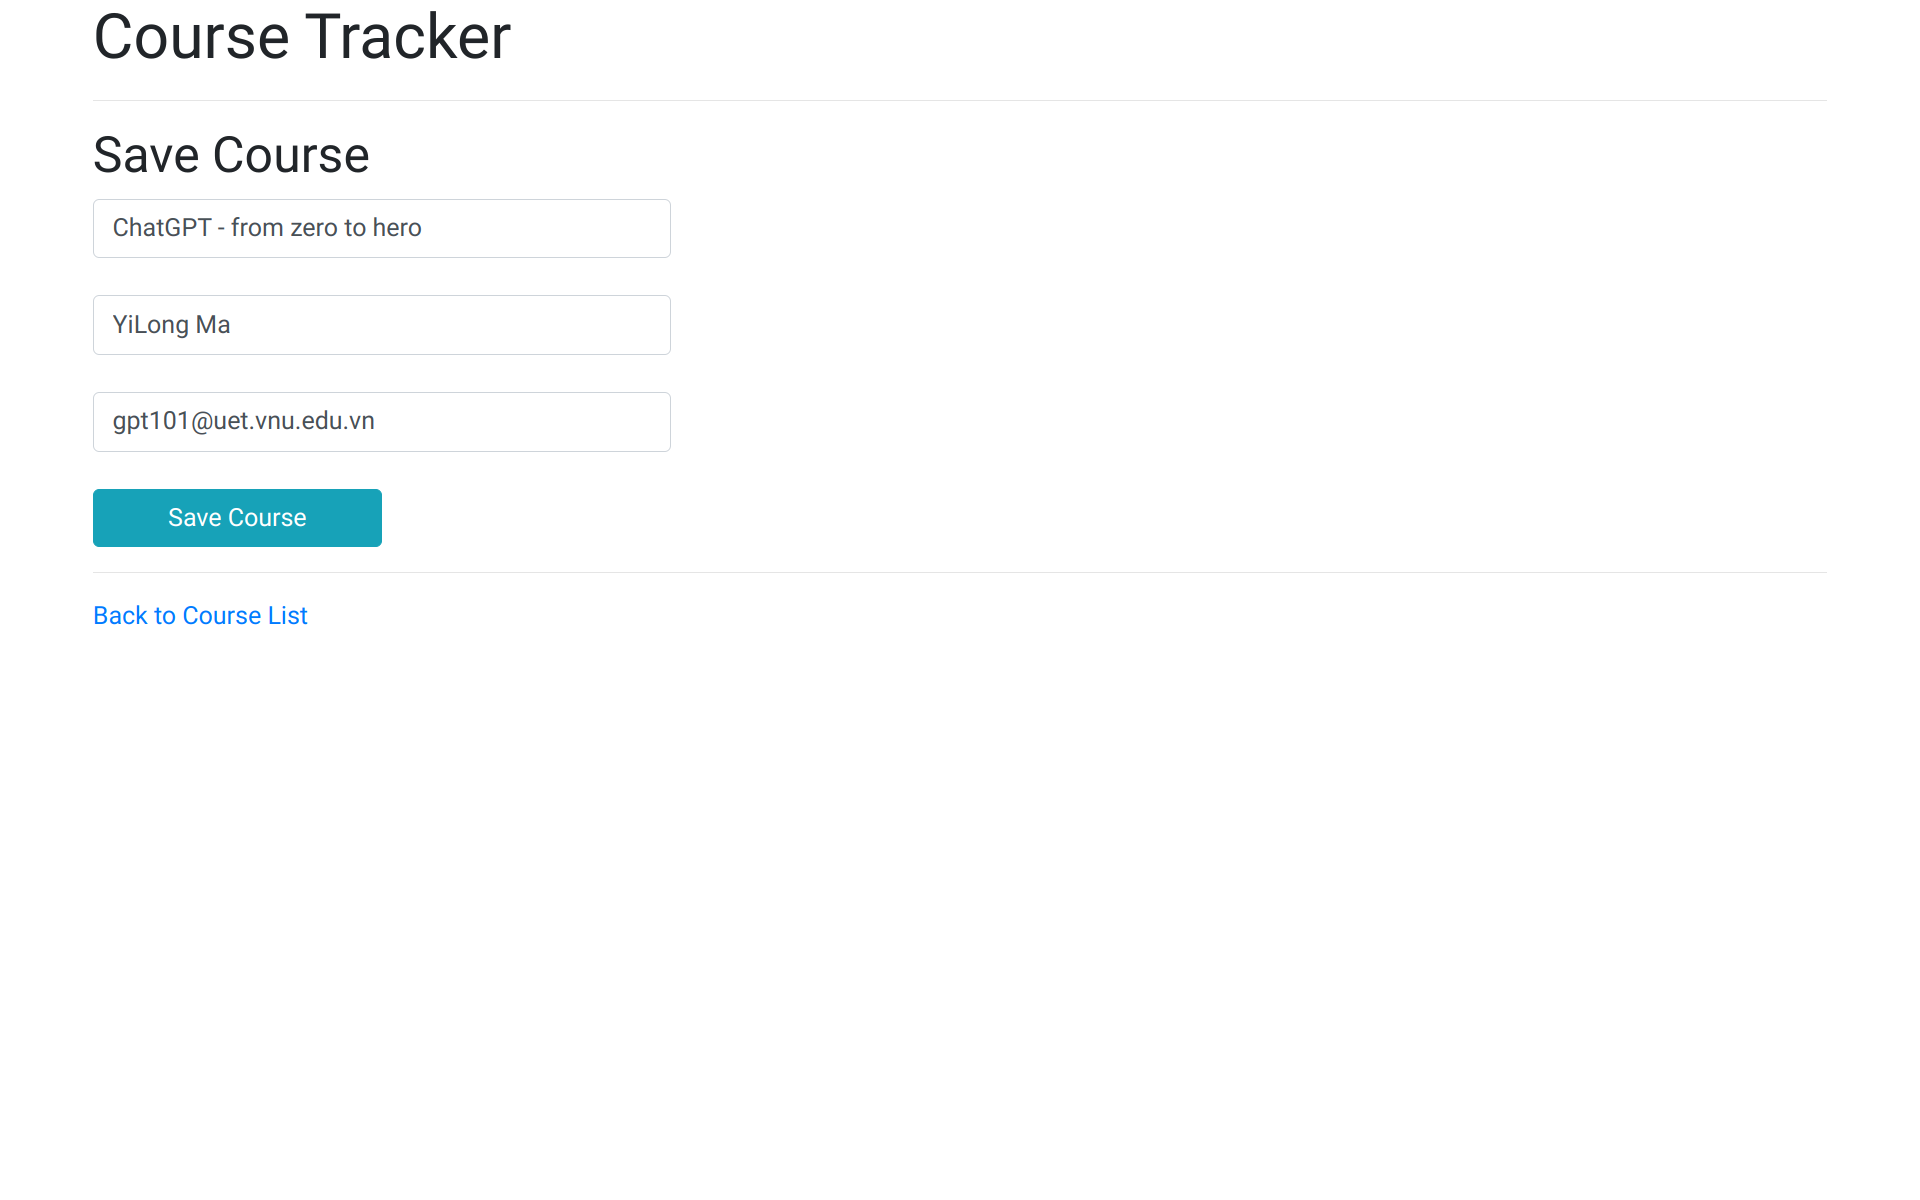 Course Tracker
Save Course
ChatGPT - from zero to hero
YiLong Ma
gpt101@uet.vnu.edu.vn
Save Course
Back to Course List